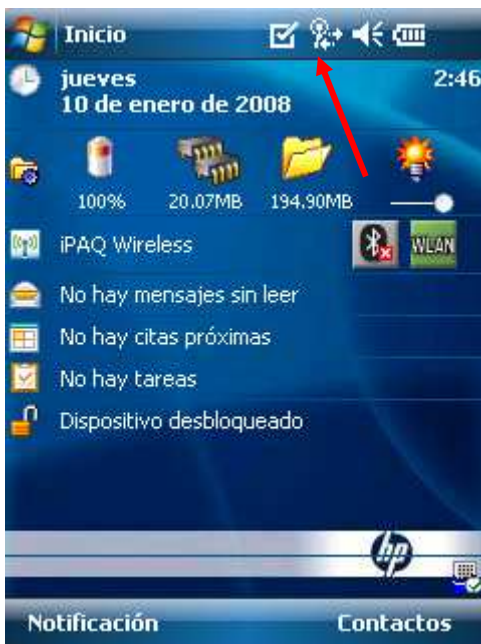 Inicio
jueves 2:46
10 de enero de 2008
100% 20.07MB 194.90MB
iPAQ Wireless WLAN
No hay mensajes sin leer
No hay citas próximas
No hay tareas
Dispositivo desbloqueado
hp
Notificación Contactos